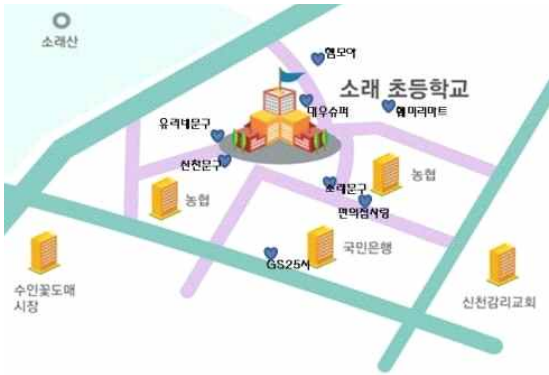 소래산
햄모아
소래 초등학교
대우슈퍼
훼미리마트
유리네문구
신천문구
소래문구
농협
농협
편의점사랑
국민은행
GS25시
수인꽃도매
시장
신천감리교회